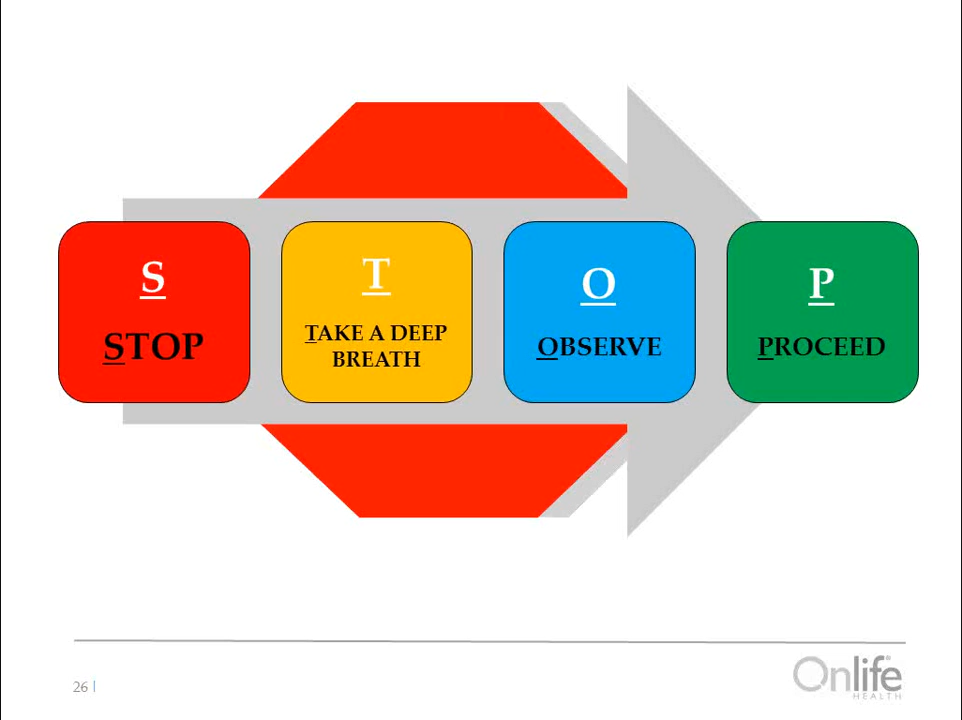 S
STOP
T
TAKE A DEEP
BREATH
O
OBSERVE
P
PROCEED
26 |
Onlife
HEALTH